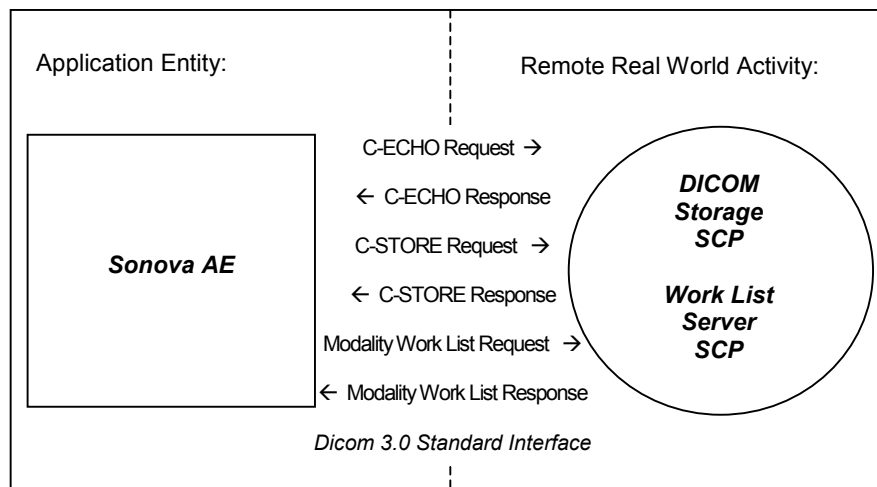 Application Entity:
Remote Real World Activity:
C-ECHO Request →
← C-ECHO Response
C-STORE Request →
← C-STORE Response
Modality Work List Request →
← Modality Work List Response
Sonova AE
DICOM
Storage
SCP
Work List
Server
SCP
Dicom 3.0 Standard Interface